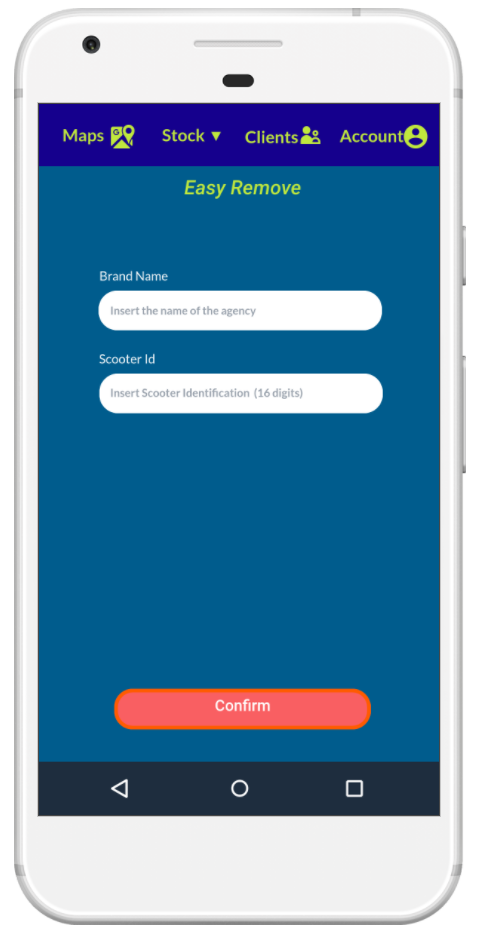 Maps Stock ▼ Clients Account
Easy Remove
Brand Name
Insert the name of the agency
Scooter Id
Insert Scooter Identification (16 digits)
Confirm